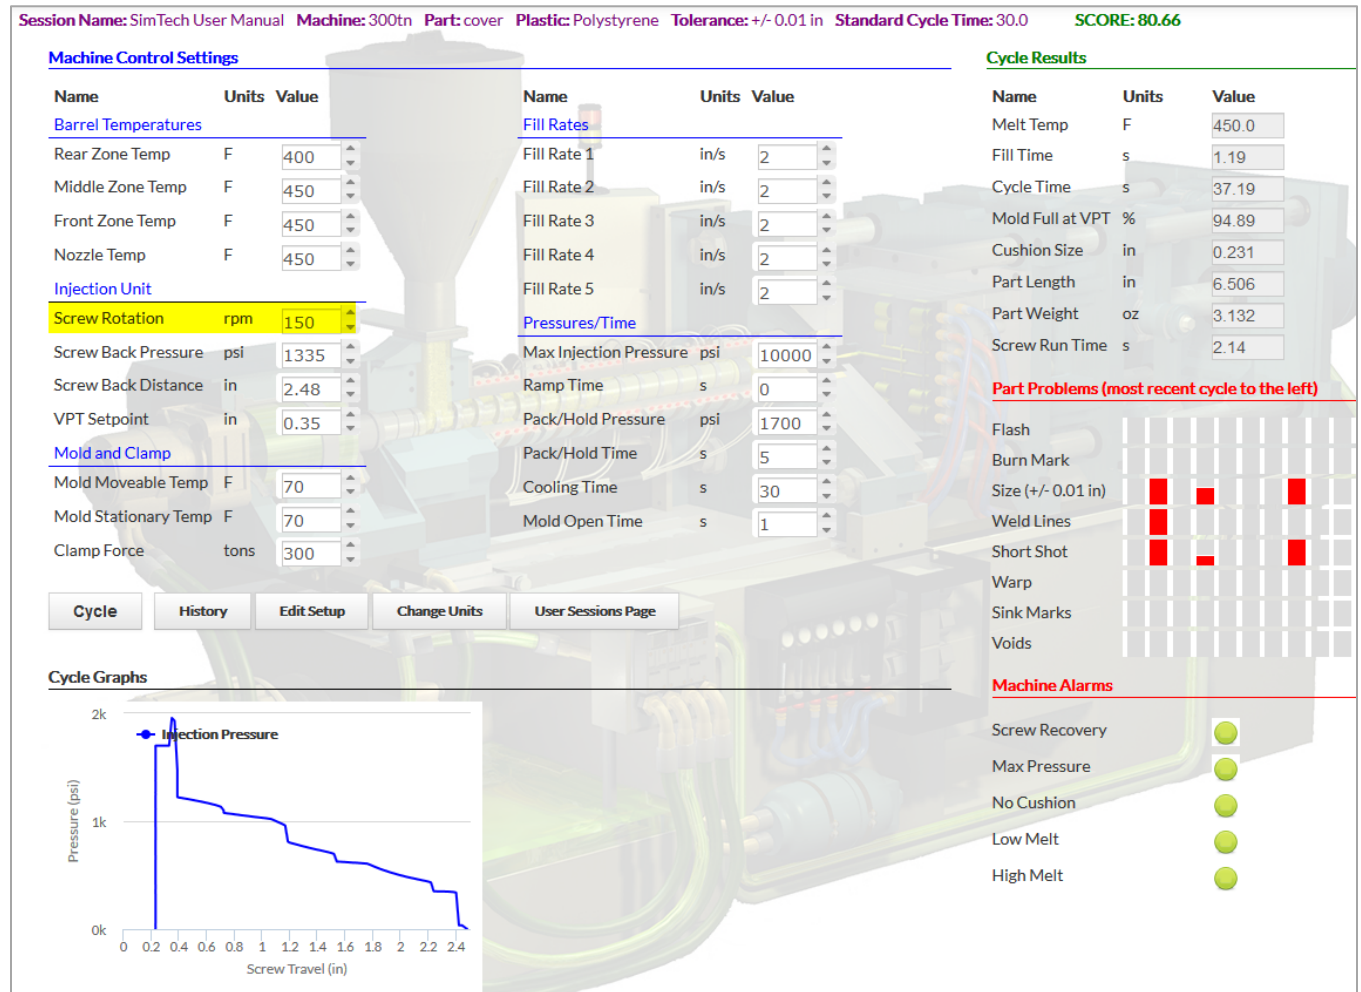 Session Name: SimTech User Manual Machine: 300tn Part: cover Plastic: Polystyrene Tolerance: +/- 0.01 in Standard Cycle Time: 30.0 SCORE: 80.66
Machine Control Settings
Name Units Value
Barrel Temperatures
Rear Zone Temp F 400
Middle Zone Temp F 450
Front Zone Temp F 450
Nozzle Temp F 450
Injection Unit
Screw Rotation rpm 150
Screw Back Pressure psi 1335
Screw Back Distance in 2.48
VPT Setpoint in 0.35
Mold and Clamp
Mold Moveable Temp F 70
Mold Stationary Temp F 70
Clamp Force tons 300
Name Units Value
Fill Rates
Fill Rate 1 in/s 2
Fill Rate 2 in/s 2
Fill Rate 3 in/s 2
Fill Rate 4 in/s 2
Fill Rate 5 in/s 2
Pressures/Time
Max Injection Pressure psi 10000
Ramp Time s 0
Pack/Hold Pressure psi 1700
Pack/Hold Time s 5
Cooling Time s 30
Mold Open Time s 1
Cycle History Edit Setup Change Units User Sessions Page
Cycle Graphs
2k
Injection Pressure
1k
Pressure (psi)
0k
0 0.2 0.4 0.6 0.8 1 1.2 1.4 1.6 1.8 2 2.2 2.4
Screw Travel (in)
Cycle Results
Name Units Value
Melt Temp F 450.0
Fill Time s 1.19
Cycle Time s 37.19
Mold Full at VPT % 94.89
Cushion Size in 0.231
Part Length in 6.506
Part Weight oz 3.132
Screw Run Time s 2.14
Part Problems (most recent cycle to the left)
Flash
Burn Mark
Size (+/- 0.01 in)
Weld Lines
Short Shot
Warp
Sink Marks
Voids
Machine Alarms
Screw Recovery
Max Pressure
No Cushion
Low Melt
High Melt